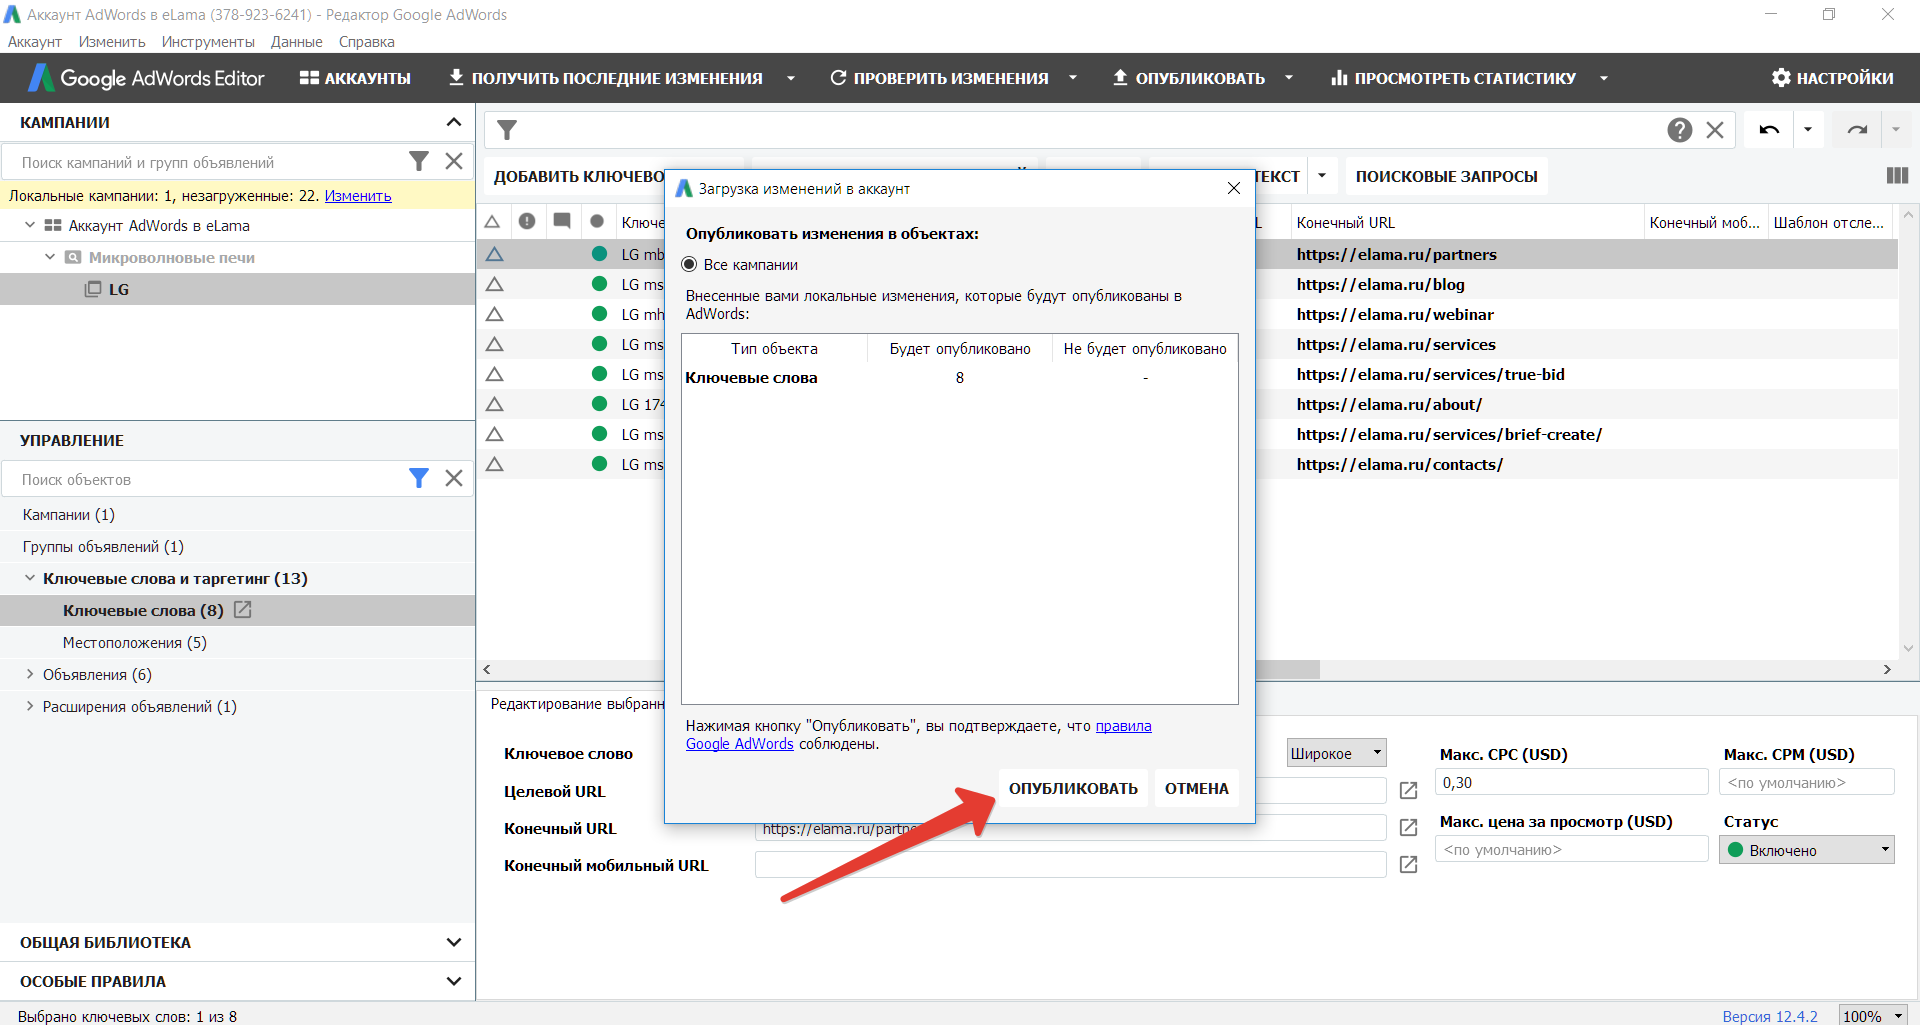 Аккаунт AdWords в eLama (378-923-6241) - Редактор Google AdWords
Аккаунт Изменить Инструменты Данные Справка
Google AdWords Editor АККАУНТЫ ПОЛУЧИТЬ ПОСЛЕДНИЕ ИЗМЕНЕНИЯ ПРОВЕРИТЬ ИЗМЕНЕНИЯ ОПУБЛИКОВАТЬ ПРОСМОТРЕТЬ СТАТИСТИКУ НАСТРОЙКИ
КАМПАНИИ
Поиск кампаний и групп объявлений
Локальные кампании: 1, незагруженные: 22. Изменить
Аккаунт AdWords в eLama
Микроволновые печи
LG
УПРАВЛЕНИЕ
Поиск объектов
Кампании (1)
Группы объявлений (1)
Ключевые слова и таргетинг (13)
Ключевые слова (8)
Местоположения (5)
Объявления (6)
Расширения объявлений (1)
ОБЩАЯ БИБЛИОТЕКА
ОСОБЫЕ ПРАВИЛА
Выбрано ключевых слов: 1 из 8
ДОБАВИТЬ КЛЮЧЕВО
ТЕКСТ
ПОИСКОВЫЕ ЗАПРОСЫ
Ключе L Конечный URL Конечный моб... Шаблон отсле...
LG mb https://elama.ru/partners
LG ms https://elama.ru/blog
LG mh https://elama.ru/webinar
LG ms https://elama.ru/services
LG ms https://elama.ru/services/true-bid
LG 174 https://elama.ru/about/
LG ms https://elama.ru/services/brief-create/
LG ms https://elama.ru/contacts/
Загрузка изменений в аккаунт
Опубликовать изменения в объектах:
Все кампании
Внесенные вами локальные изменения, которые будут опубликованы в
AdWords:
Тип объекта Будет опубликовано Не будет опубликовано
Ключевые слова 8 -
Нажимая кнопку "Опубликовать", вы подтверждаете, что правила
Google AdWords соблюдены.
ОПУБЛИКОВАТЬ ОТМЕНА
Редактирование выбранн
Ключевое слово Широкое
Целевой URL
Конечный URL https://elama.ru/partne
Конечный мобильный URL
Макс. CPC (USD) Макс. CPM (USD)
0,30 <по умолчанию>
Макс. цена за просмотр (USD) Статус
<по умолчанию> Включено
Версия 12.4.2 100%